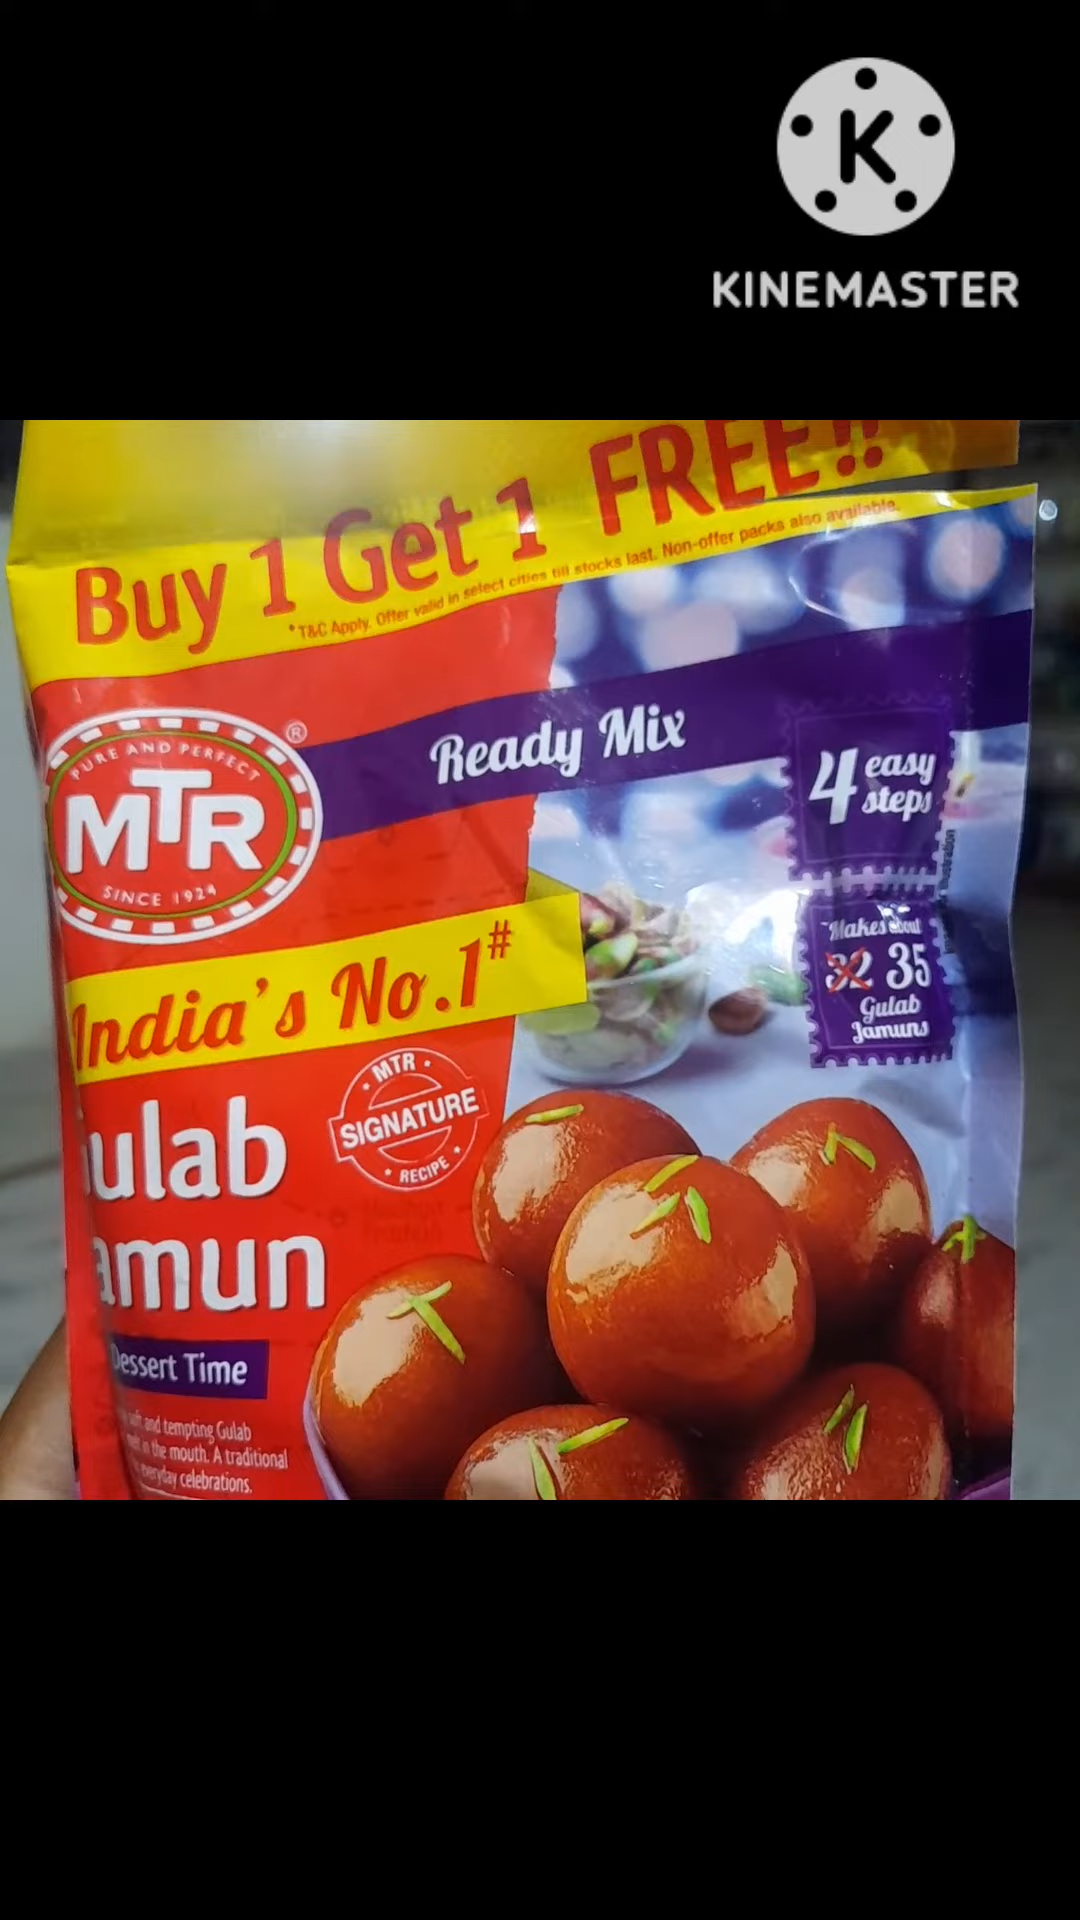 KINEMASTER
Buy 1 Get 1 FREE!!
*T&C Apply. Offer valid in select cities till stocks last. Non-offer packs also available.
PURE AND PERFECT
MTR
SINCE 1924
®
Ready Mix
4 easy
steps
Makes about
32 35
Gulab
Jamuns
India's No.1#
MTR
SIGNATURE
RECIPE
ulab
amun
Dessert Time
soft and tempting Gulab
melt in the mouth. A traditional
everyday celebrations.